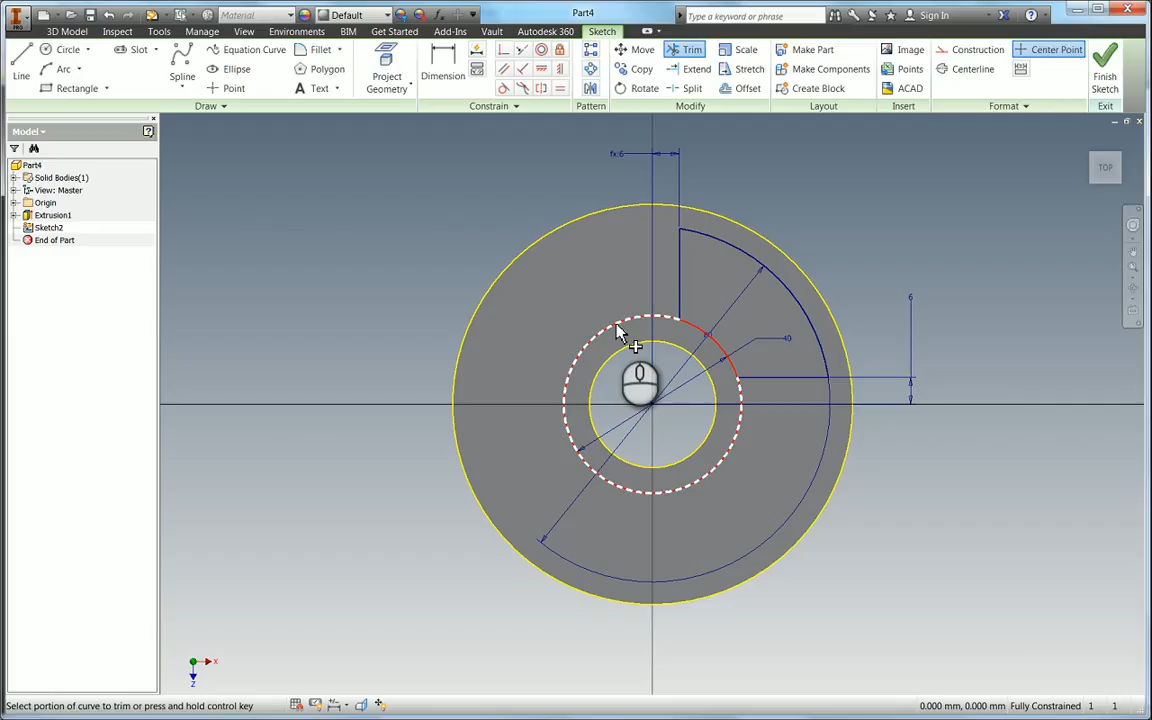 PRO
Material
Default
Part4
Type a keyword or phrase
Sign In
3D Model
Inspect
Tools
Manage
View
Environments
BIM
Get Started
Add-Ins
Vault
Autodesk 360
Sketch
Line
Circle
Arc
Rectangle
Spline
Slot
Equation Curve
Ellipse
Point
Fillet
Polygon
Text
Project
Geometry
Dimension
Move
Copy
Rotate
Trim
Extend
Split
Scale
Stretch
Offset
Make Part
Make Components
Create Block
Image
Points
ACAD
Construction
Centerline
Center Point
Finish
Sketch
Draw
Constrain
Pattern
Modify
Layout
Insert
Format
Exit
Model
Part4
Solid Bodies(1)
View: Master
Origin
Extrusion1
Sketch2
End of Part
fx:6
TOP
6
40
x
z
Select portion of curve to trim or press and hold control key
0.000 mm, 0.000 mm Fully Constrained 1 1